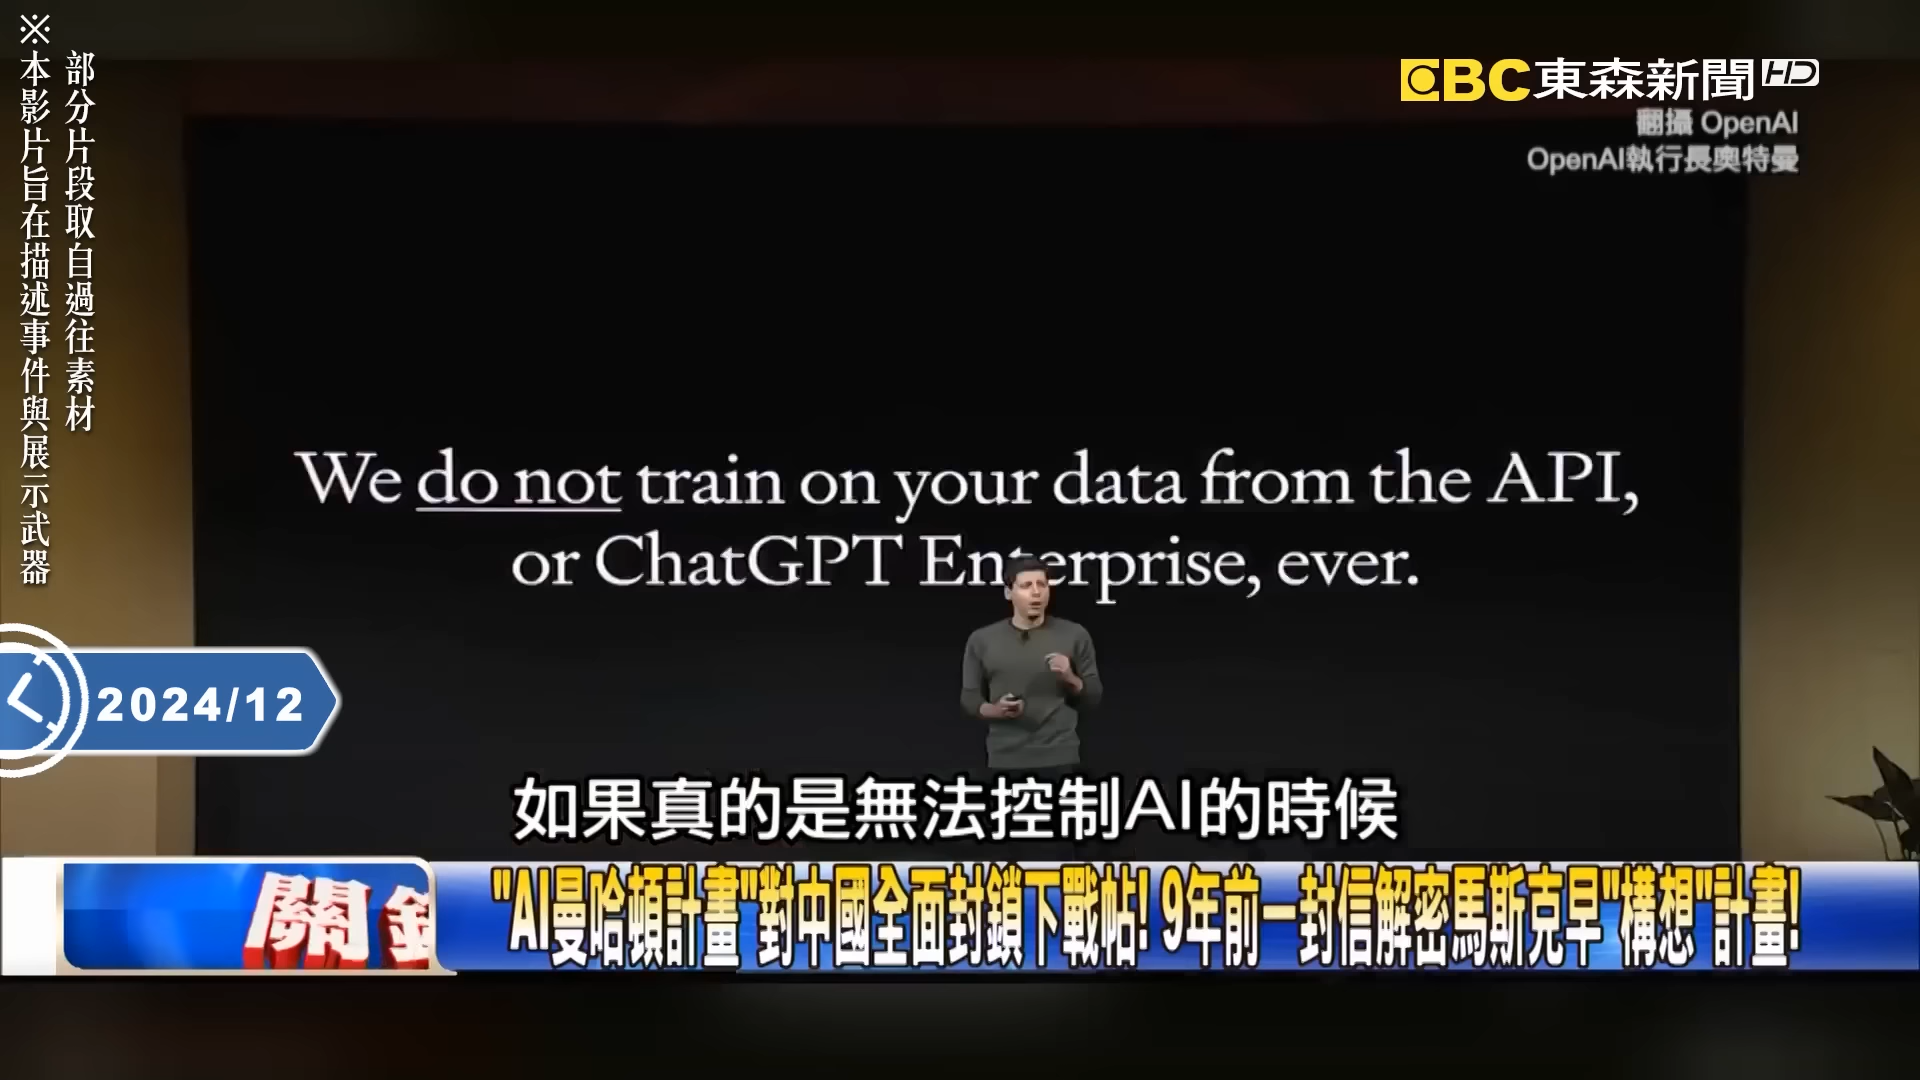 ※本影片旨在描述事件與展示武器
部分片段取自過往素材
EBC東森新聞HD
翻攝 OpenAI
OpenAI執行長奧特曼
We do not train on your data from the API,
or ChatGPT Enterprise, ever.
2024/12
如果真的是無法控制AI的時候
關鍵
"AI曼哈頓計畫"對中國全面封鎖下戰帖!9年前一封信解密馬斯克早"構想"計畫!